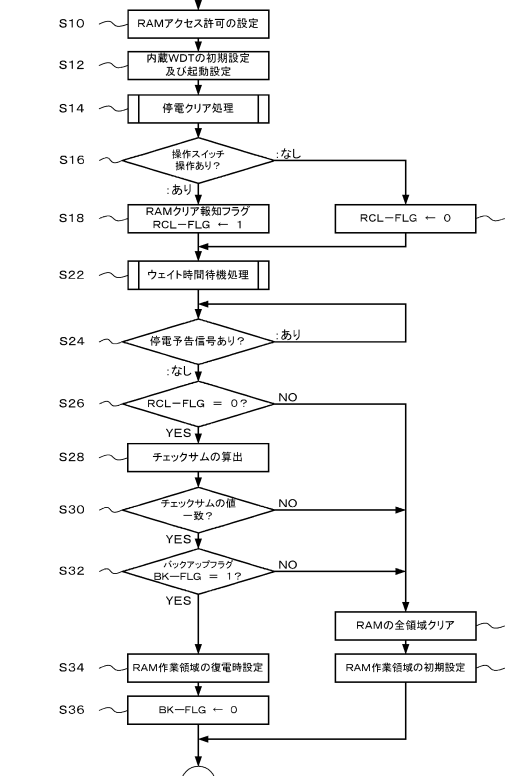 S10
RAMアクセス許可の設定
S12
内蔵WDTの初期設定
及び起動設定
S14
停電クリア処理
S16
操作スイッチ
操作あり?
:なし
:あり
S18
RAMクリア報知フラグ
RCL－FLG ← 1
RCL－FLG ← 0
S22
ウェイト時間待機処理
S24
停電予告信号あり?
:あり
:なし
S26
RCL－FLG ＝ 0?
NO
YES
S28
チェックサムの算出
S30
チェックサムの値
一致?
NO
YES
S32
バックアップフラグ
BK－FLG ＝ 1?
NO
YES
RAMの全領域クリア
S34
RAM作業領域の復電時設定
RAM作業領域の初期設定
S36
BK－FLG ← 0